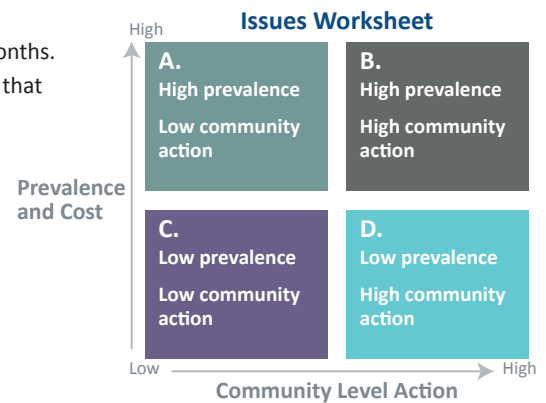 Issues Worksheet
High
onths.
that
A.
High prevalence
Low community
action
B.
High prevalence
High community
action
Prevalence
and Cost
C.
Low prevalence
Low community
action
D.
Low prevalence
High community
action
Low
High
Community Level Action